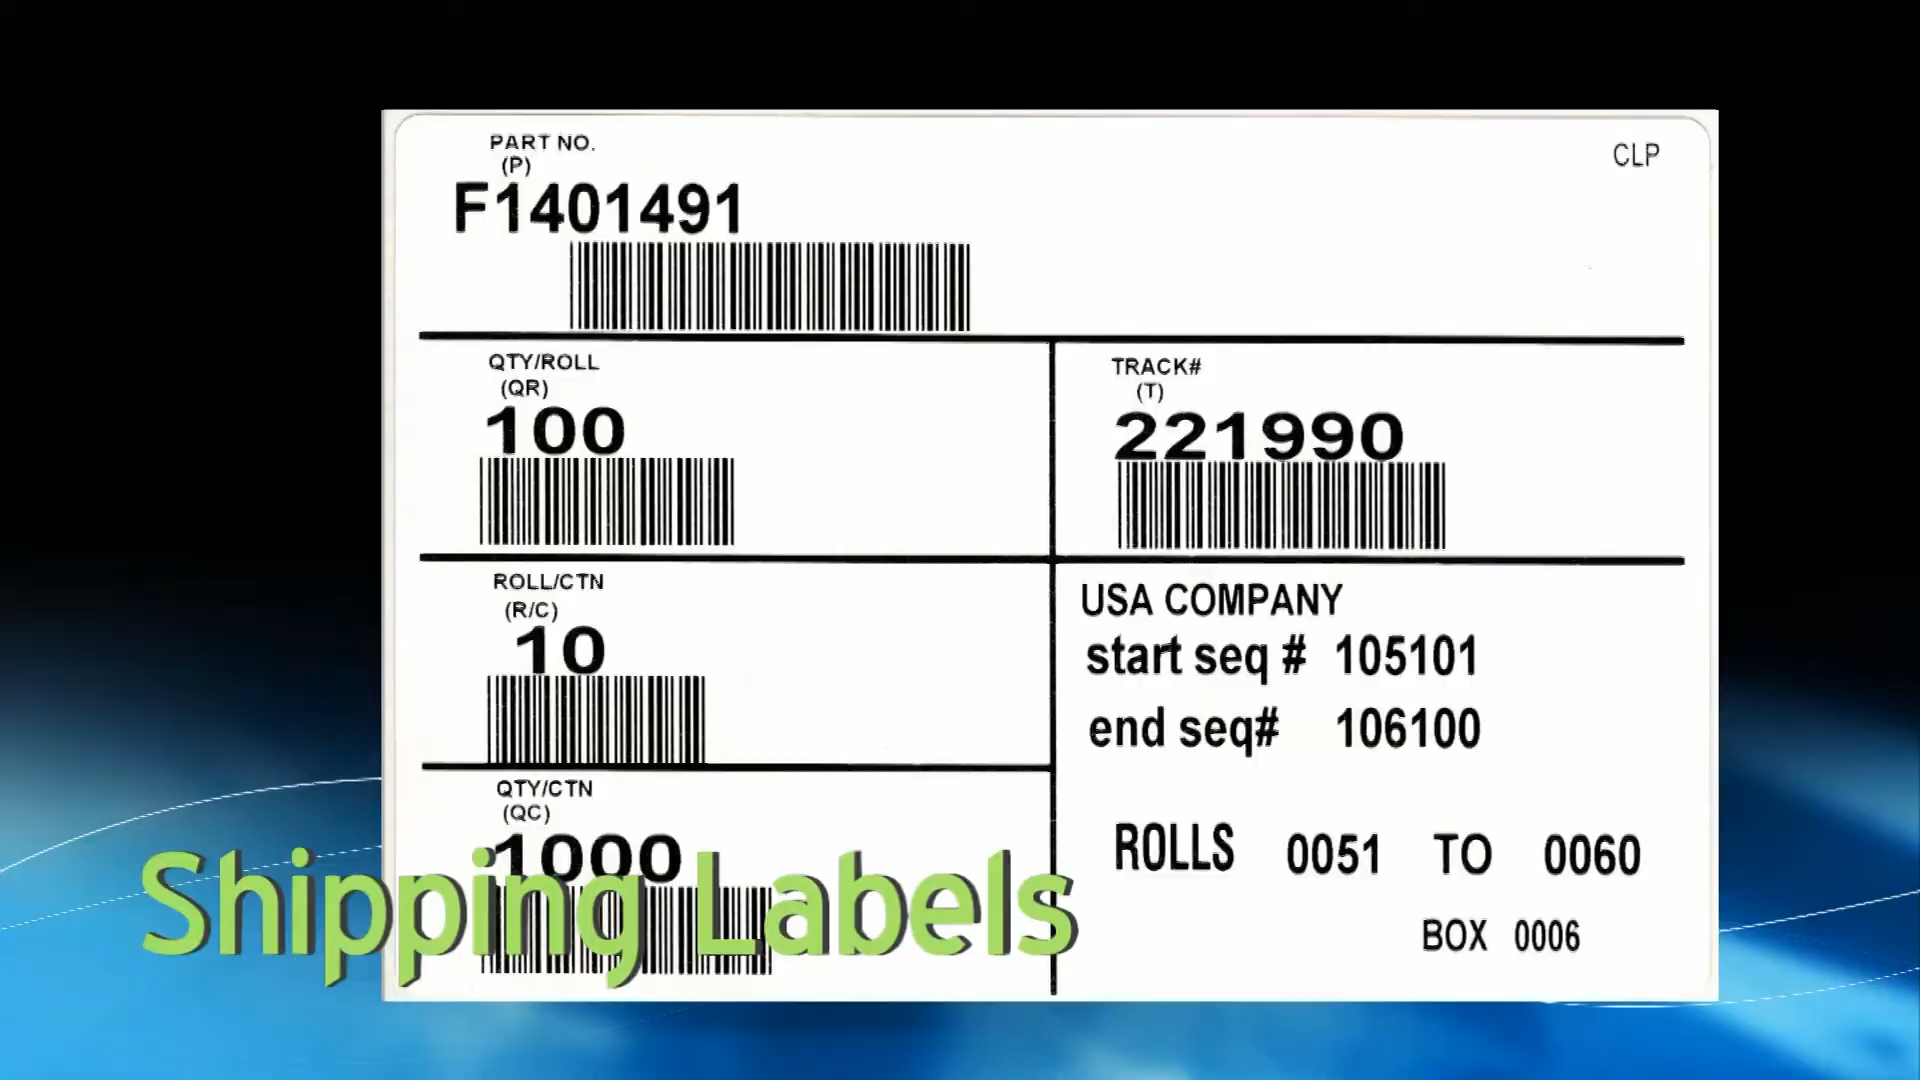 PART NO.
(P)
F1401491
CLP
QTY/ROLL
(QR)
100
TRACK#
(T)
221990
ROLL/CTN
(R/C)
10
USA COMPANY
start seq # 105101
end seq# 106100
QTY/CTN
(QC)
1000
ROLLS 0051 TO 0060
BOX 0006
Shipping Labels